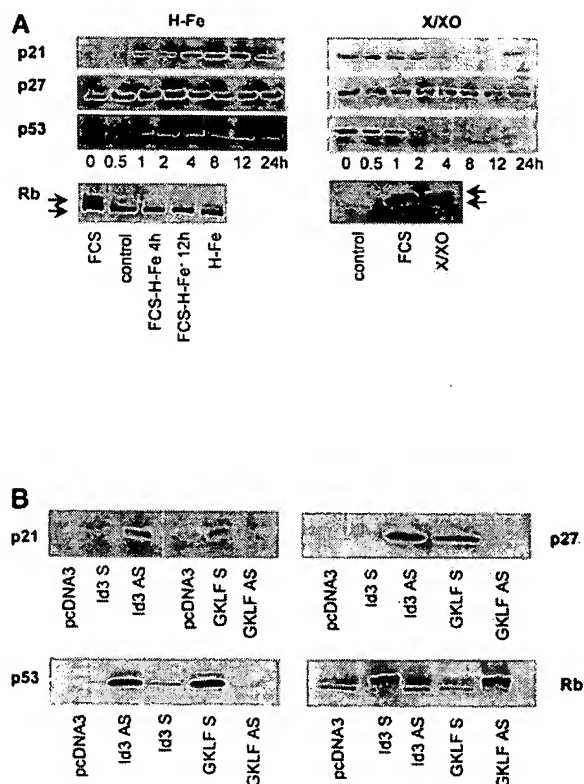 A
H-Fe
X/XO
p21
p27
p53
0 0.5 1 2 4 8 12 24h
0 0.5 1 2 4 8 12 24h
Rb
FCS
control
FCS-H-Fe 4h
FCS-H-Fe 12h
H-Fe
control
FCS
X/XO
B
p21
pcDNA3
Id3 S
Id3 AS
pcDNA3
GKLF S
GKLF AS
p27
pcDNA3
Id3 S
Id3 AS
GKLF S
GKLF AS
p53
pcDNA3
Id3 AS
Id3 S
GKLF S
GKLF AS
Rb
pcDNA3
Id3 S
Id3 AS
GKLF S
GKLF AS